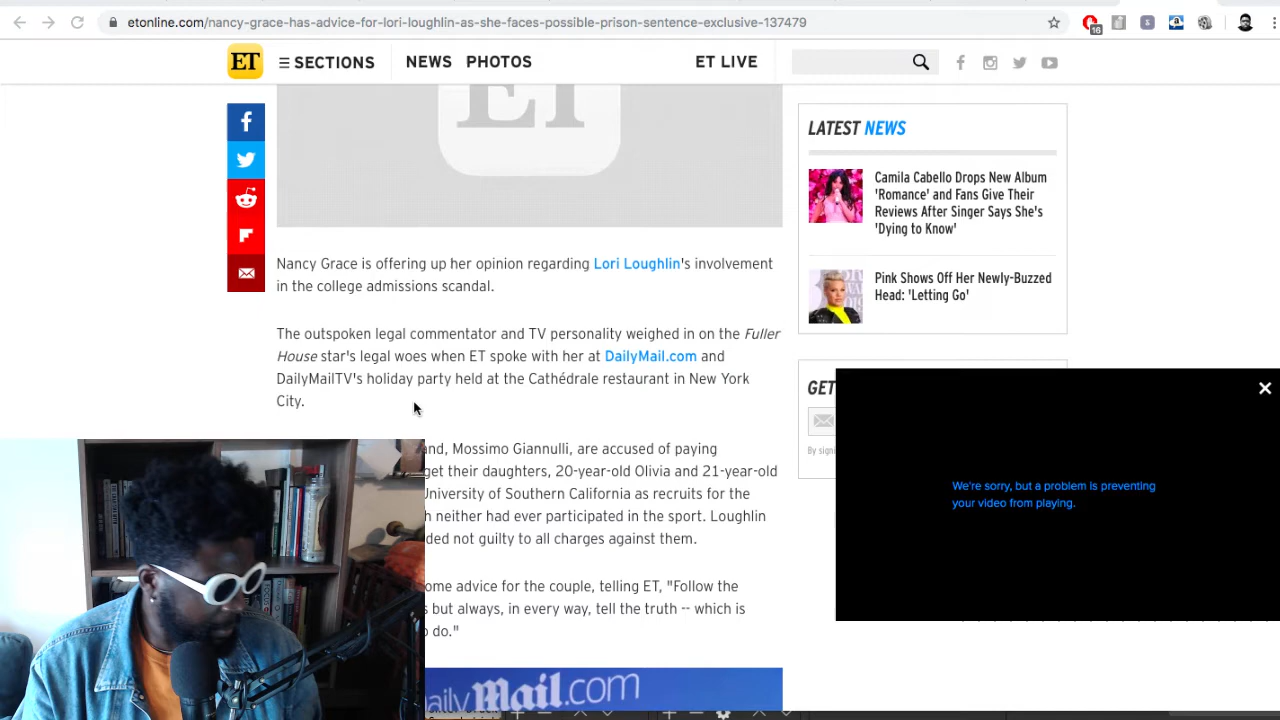 etonline.com/nancy-grace-has-advice-for-lori-loughlin-as-she-faces-possible-prison-sentence-exclusive-137479
16
ET
SECTIONS
NEWS
PHOTOS
ET LIVE
ET
LATEST NEWS
Camila Cabello Drops New Album
'Romance' and Fans Give Their
Reviews After Singer Says She's
'Dying to Know'
Pink Shows Off Her Newly-Buzzed
Head: 'Letting Go'
Nancy Grace is offering up her opinion regarding Lori Loughlin's involvement
in the college admissions scandal.
The outspoken legal commentator and TV personality weighed in on the Fuller
House star's legal woes when ET spoke with her at DailyMail.com and
DailyMailTV's holiday party held at the Cathédrale restaurant in New York
City.
GET
By signi
We're sorry, but a problem is preventing
your video from playing.
and, Mossimo Giannulli, are accused of paying
get their daughters, 20-year-old Olivia and 21-year-old
University of Southern California as recruits for the
h neither had ever participated in the sport. Loughlin
ded not guilty to all charges against them.
ome advice for the couple, telling ET, "Follow the
s but always, in every way, tell the truth -- which is
o do."
aily Mail.com